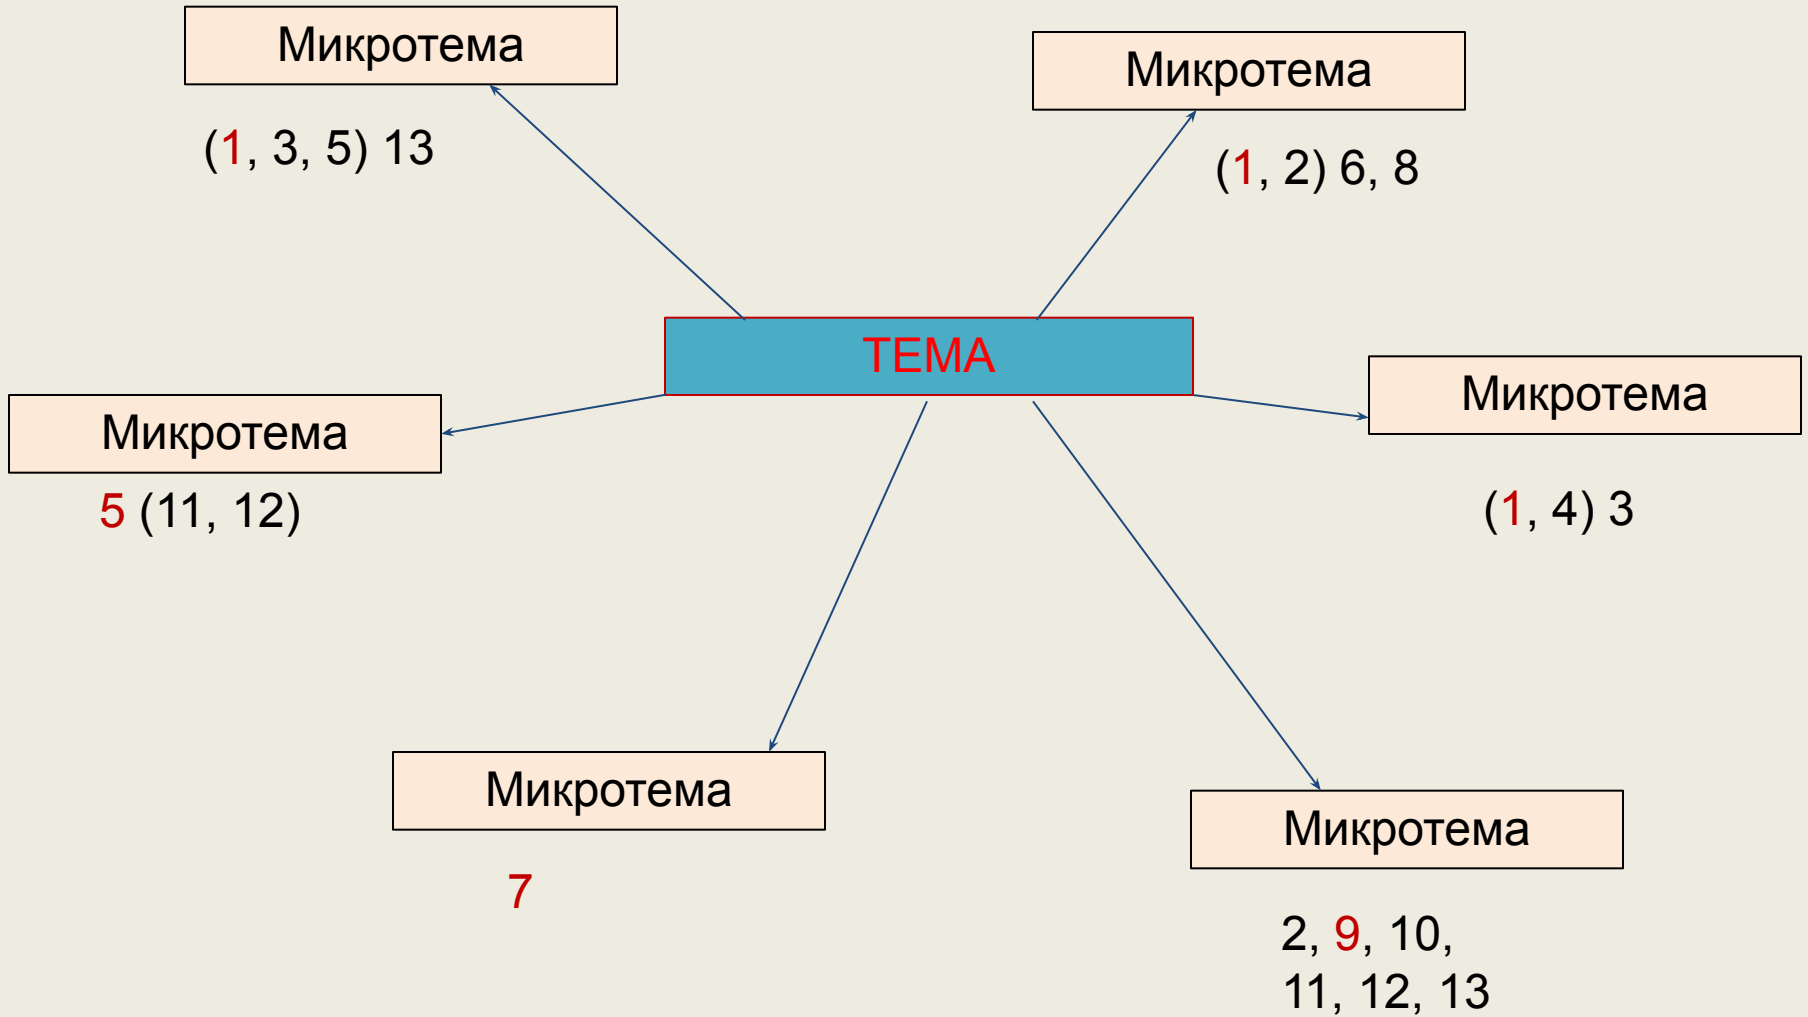 Микротема
(1, 3, 5) 13
Микротема
(1, 2) 6, 8
ТЕМА
Микротема
5 (11, 12)
Микротема
(1, 4) 3
Микротема
7
Микротема
2, 9, 10,
11, 12, 13